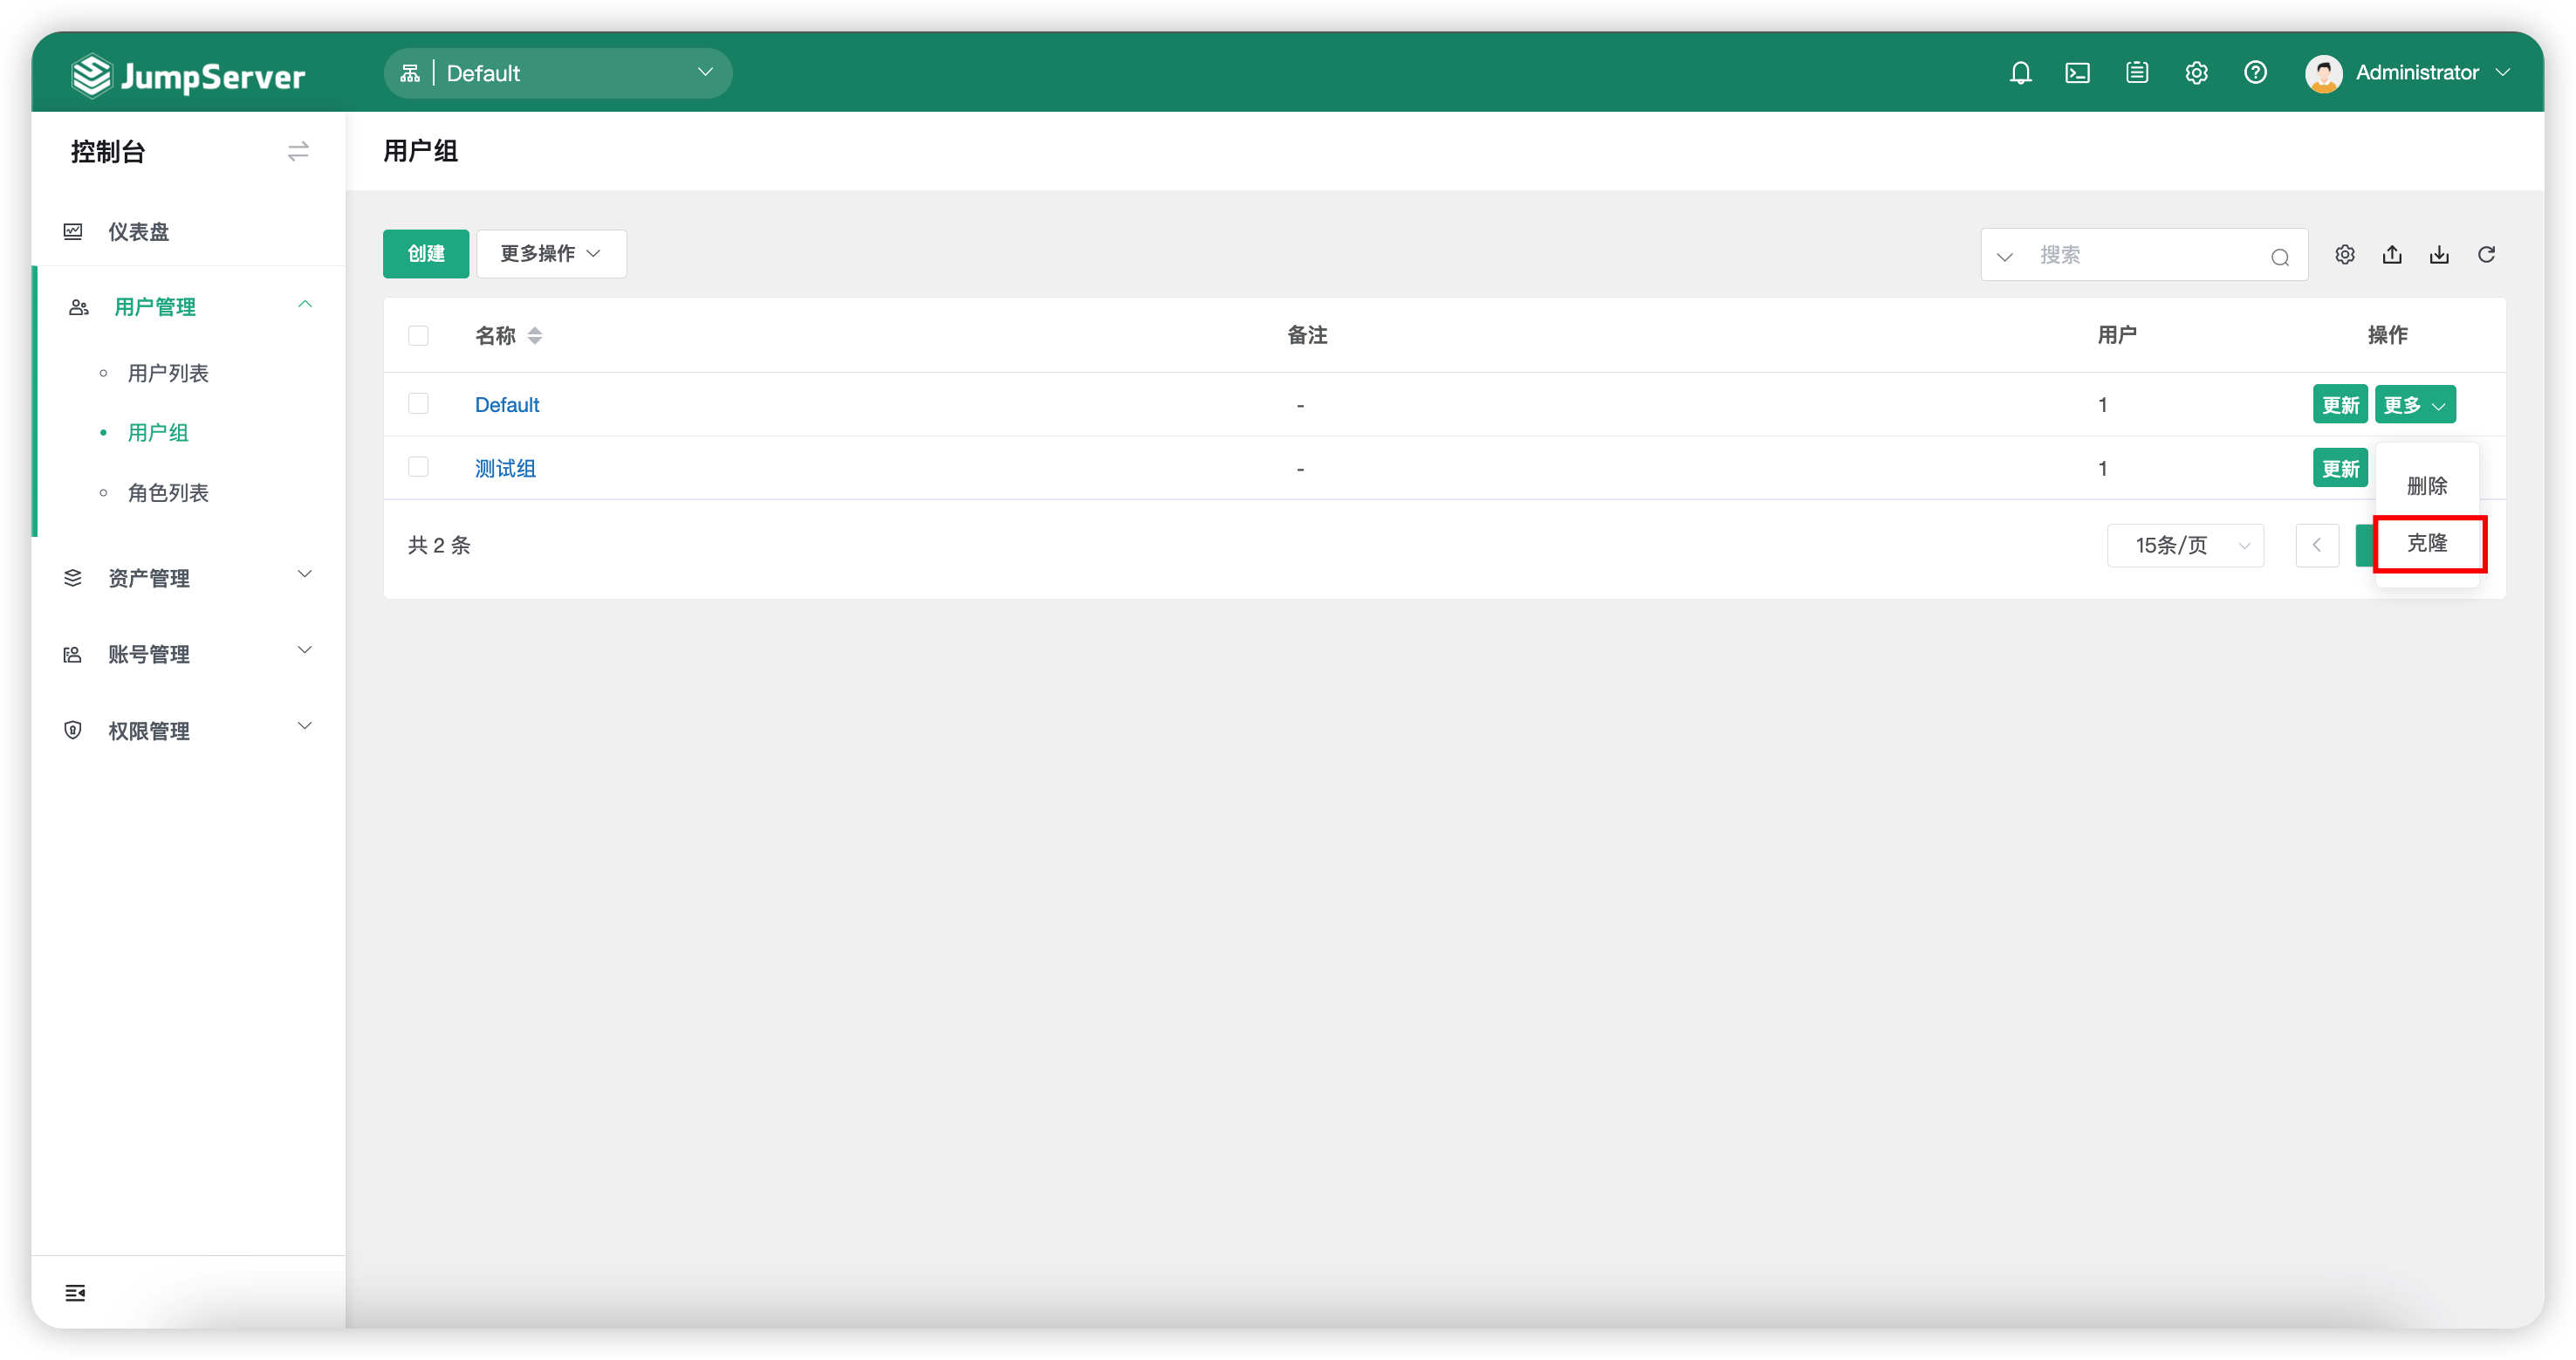 JumpServer
Default
Administrator
控制台
用户组
仪表盘
创建
更多操作
搜索
用户管理
名称
备注
用户
操作
用户列表
Default
-
1
更新
更多
用户组
测试组
-
1
更新
删除
角色列表
共 2 条
15条/页
克隆
资产管理
账号管理
权限管理